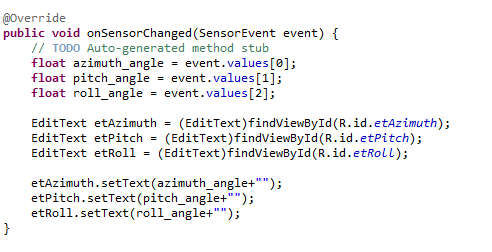 @Override
public void onSensorChanged(SensorEvent event) {
    // TODO Auto-generated method stub
    float azimuth_angle = event.values[0];
    float pitch_angle = event.values[1];
    float roll_angle = event.values[2];

    EditText etAzimuth = (EditText)findViewById(R.id.etAzimuth);
    EditText etPitch = (EditText)findViewById(R.id.etPitch);
    EditText etRoll = (EditText)findViewById(R.id.etRoll);

    etAzimuth.setText(azimuth_angle+"");
    etPitch.setText(pitch_angle+"");
    etRoll.setText(roll_angle+"");
}